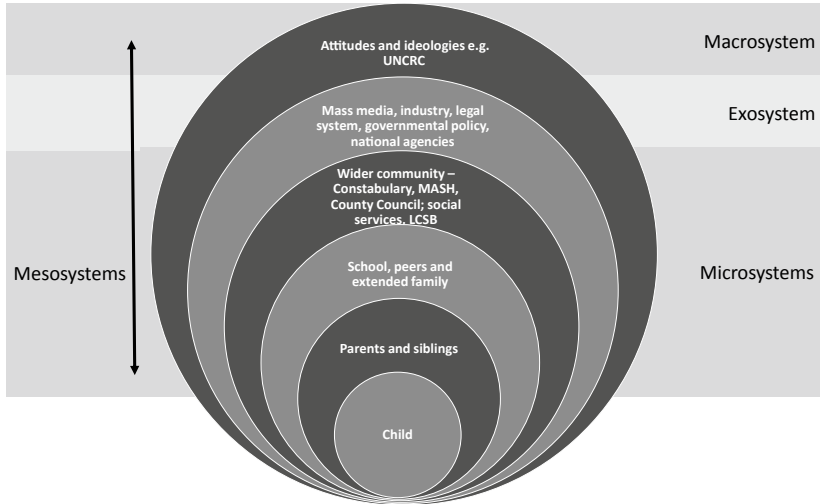 Attitudes and ideologies e.g.
UNCRC
Macrosystem
Mass media, industry, legal
system, governmental policy,
national agencies
Exosystem
Wider community –
Constabulary, MASH,
County Council; social
services, LCSB
Mesosystems
School, peers and
extended family
Microsystems
Parents and siblings
Child